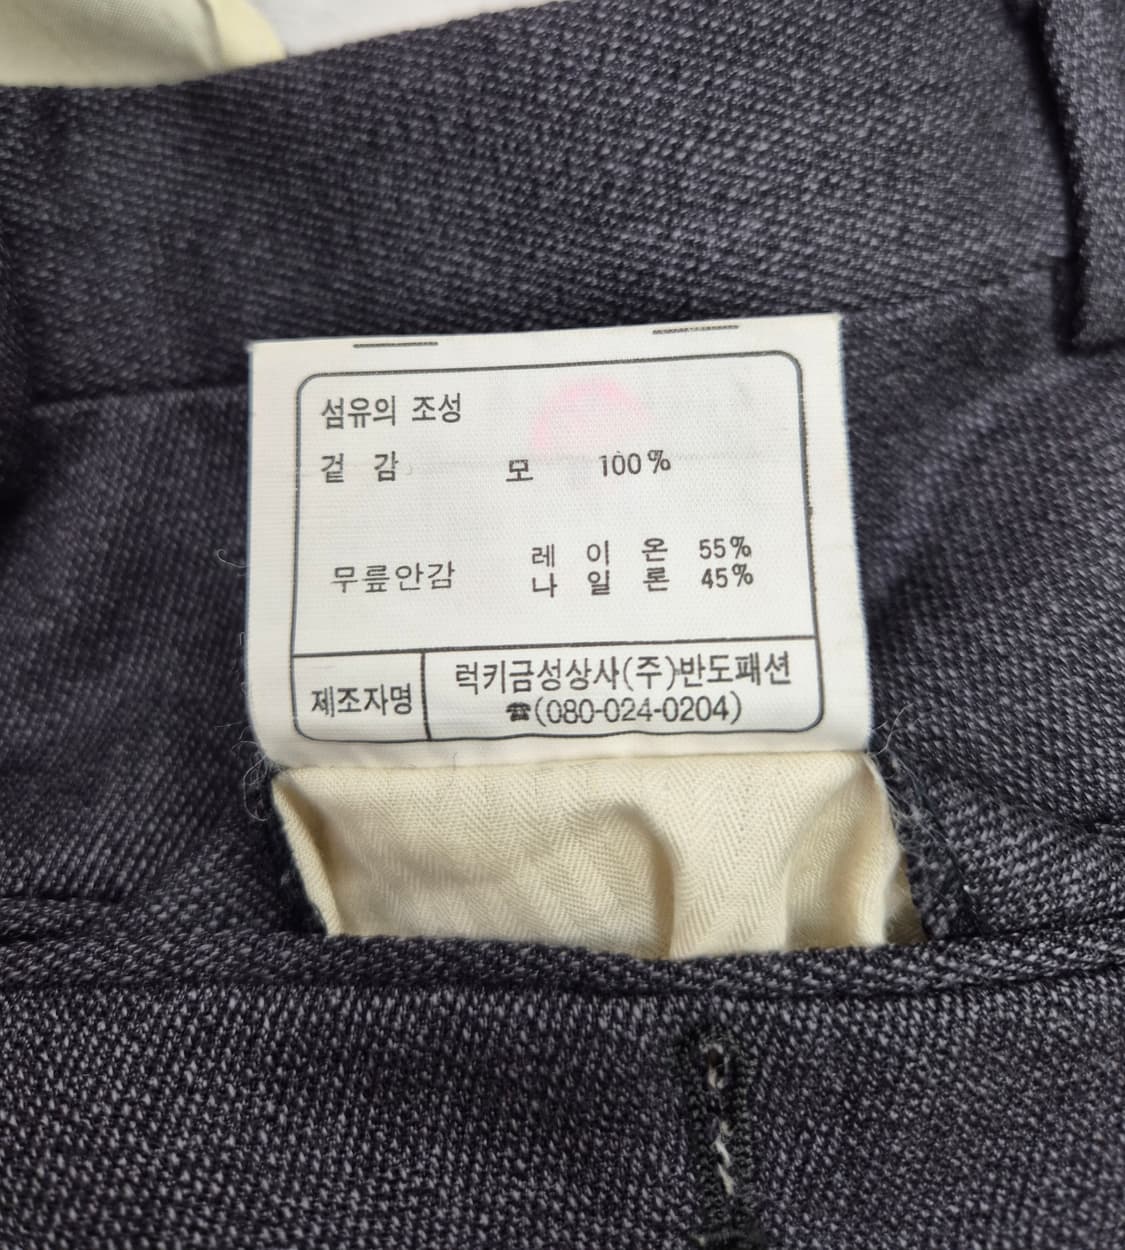 섬유의 조성
겉 감 모 100%
레 이 온 55%
무릎안감
나 일 론 45%
제조자명
럭키금성상사(주)반도패션
☎(080-024-0204)